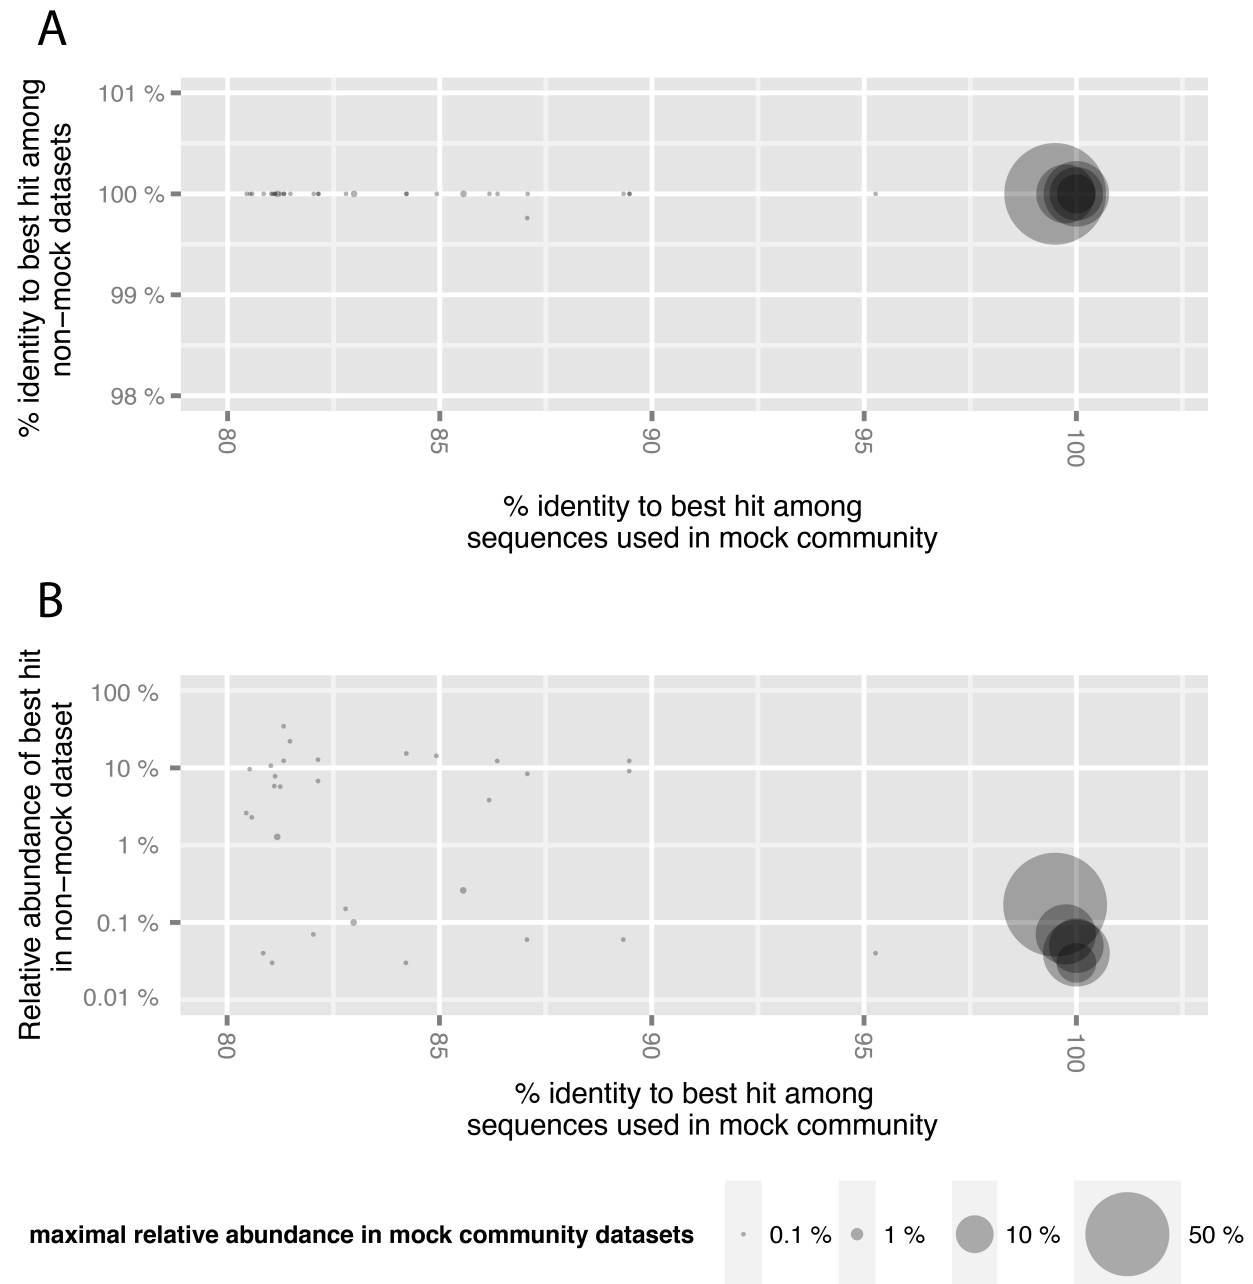 A
% identity to best hit among
non−mock datasets
101 %
100 %
99 %
98 %
80
85
90
95
100
% identity to best hit among
sequences used in mock community
B
Relative abundance of best hit
in non−mock dataset
100 %
10 %
1 %
0.1 %
0.01 %
80
85
90
95
100
% identity to best hit among
sequences used in mock community
maximal relative abundance in mock community datasets
0.1 %
1 %
10 %
50 %